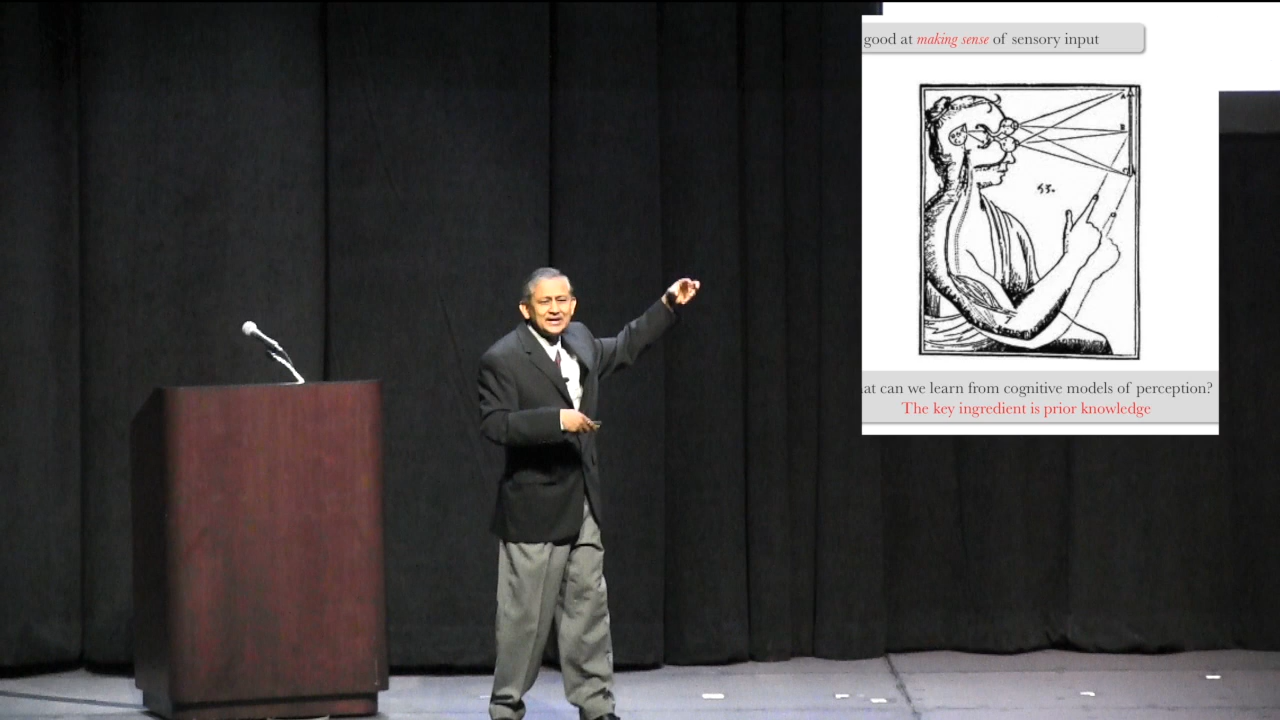 good at making sense of sensory input
53.
at can we learn from cognitive models of perception?
The key ingredient is prior knowledge